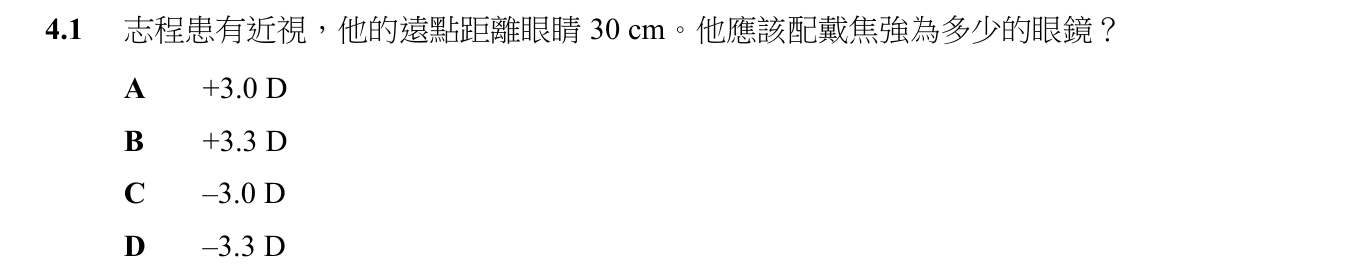 4.1 志程患有近視，他的遠點距離眼睛 30 cm。他應該配戴焦強為多少的眼鏡？
A +3.0 D
B +3.3 D
C –3.0 D
D –3.3 D